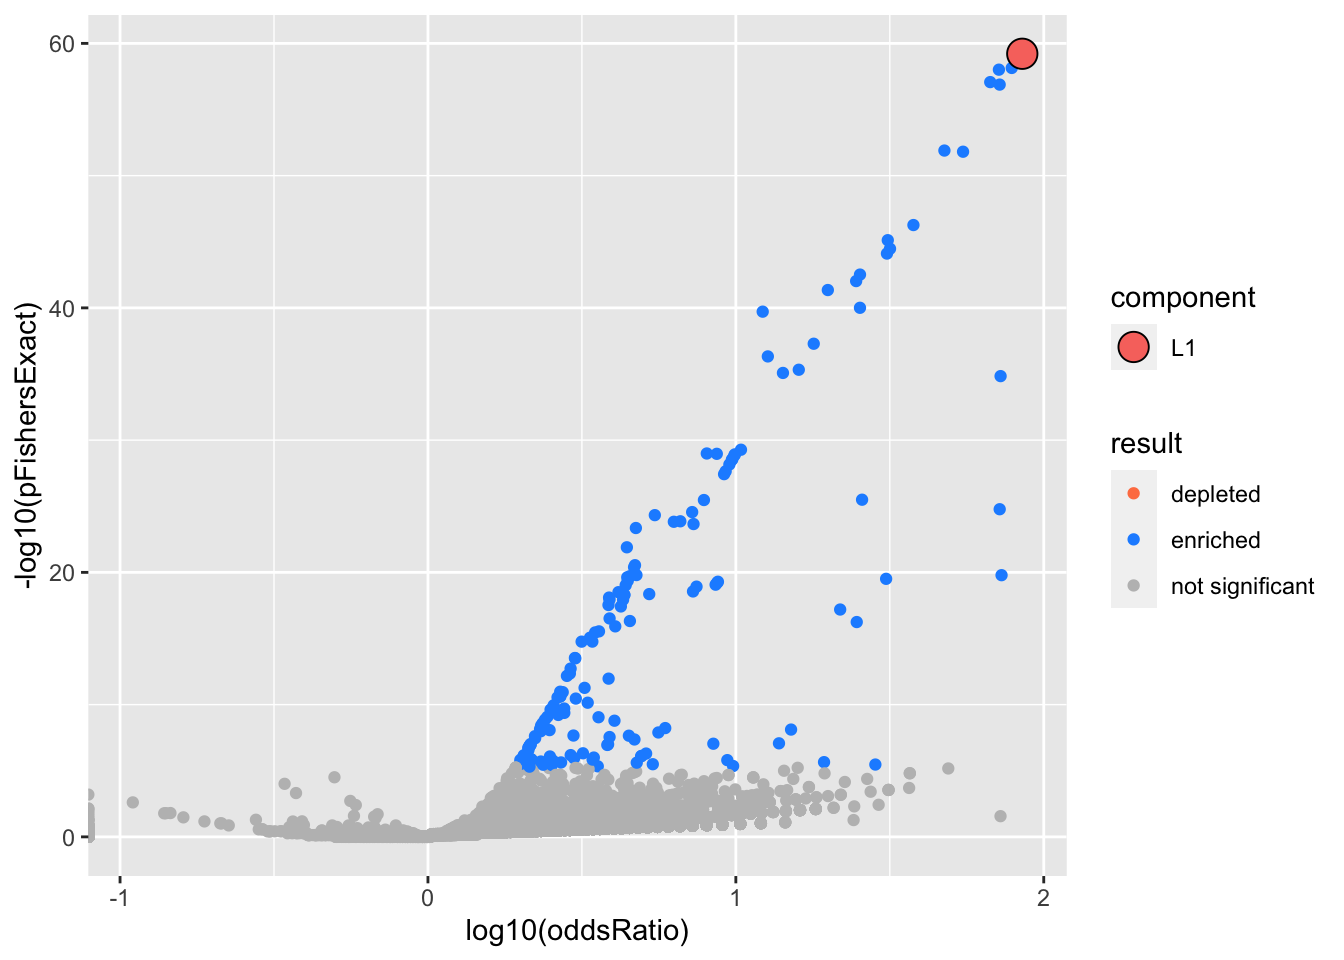 60
40
20
0
-1
0
1
2
-log10(pFishersExact)
log10(oddsRatio)
component
L1
result
depleted
enriched
not significant